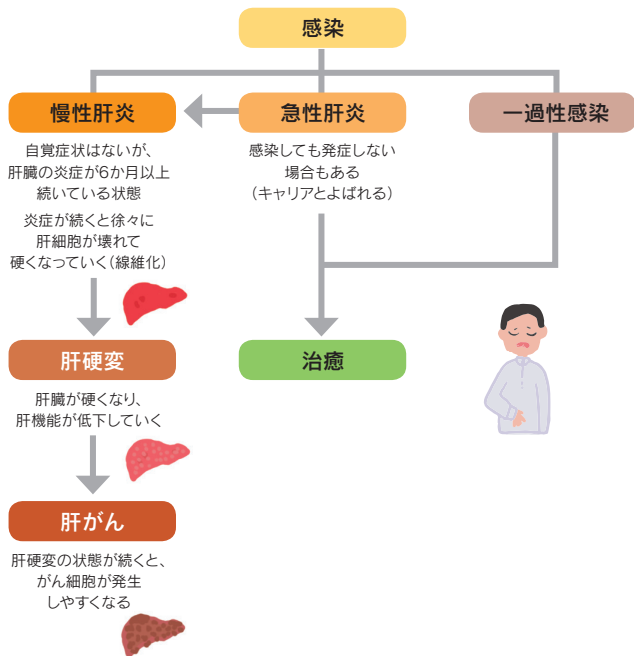 感染
慢性肝炎
急性肝炎
一過性感染
自覚症状はないが、
肝臓の炎症が6か月以上
続いている状態
炎症が続くと徐々に
肝細胞が壊れて
硬くなっていく（線維化）
感染しても発症しない
場合もある
（キャリアとよばれる）
肝硬変
治癒
肝臓が硬くなり、
肝機能が低下していく
肝がん
肝硬変の状態が続くと、
がん細胞が発生
しやすくなる